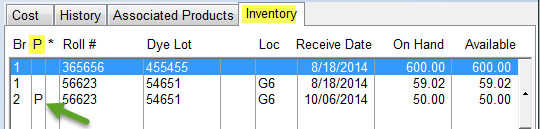 Cost History Associated Products Inventory
Br P * Roll # Dye Lot Loc Receive Date On Hand Available
1 365656 455455 8/18/2014 600.00 600.00
1 56623 54651 G6 8/18/2014 59.02 59.02
2 P 56623 54651 G6 10/06/2014 50.00 50.00